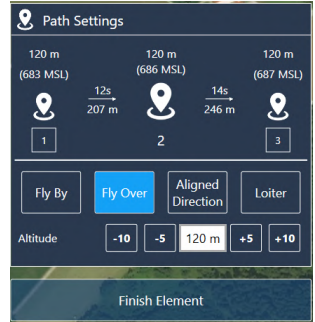 Path Settings
120 m 120 m 120 m
(683 MSL) (686 MSL) (687 MSL)
12s 14s
207 m 246 m
1 2 3
Fly By Fly Over Aligned Direction Loiter
Altitude -10 -5 120 m +5 +10
Finish Element